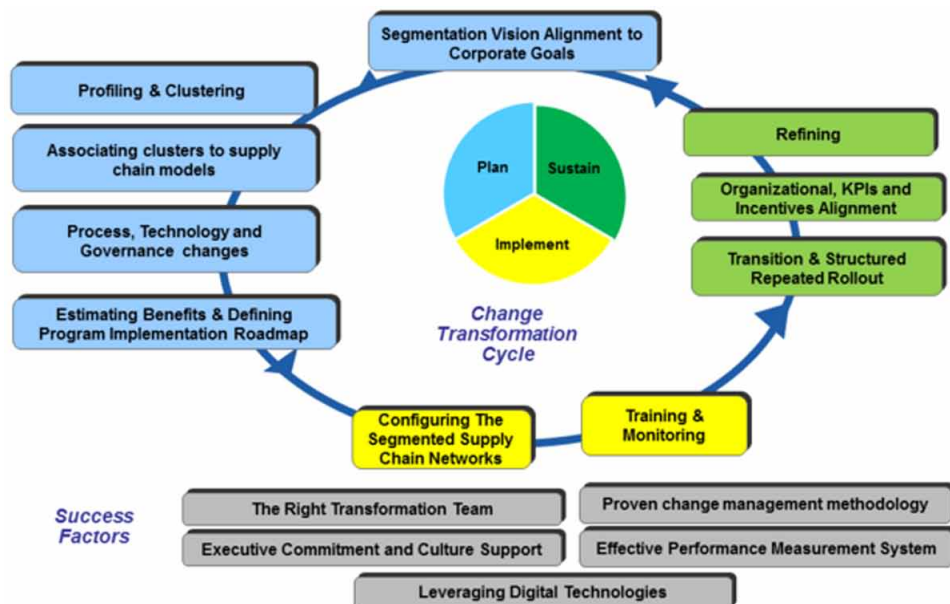 Segmentation Vision Alignment to
Corporate Goals
Profiling & Clustering
Associating clusters to supply
chain models
Process, Technology and
Governance changes
Estimating Benefits & Defining
Program Implementation Roadmap
Plan
Sustain
Implement
Change
Transformation
Cycle
Refining
Organizational, KPIs and
Incentives Alignment
Transition & Structured
Repeated Rollout
Configuring The
Segmented Supply
Chain Networks
Training &
Monitoring
Success
Factors
The Right Transformation Team
Proven change management methodology
Executive Commitment and Culture Support
Effective Performance Measurement System
Leveraging Digital Technologies